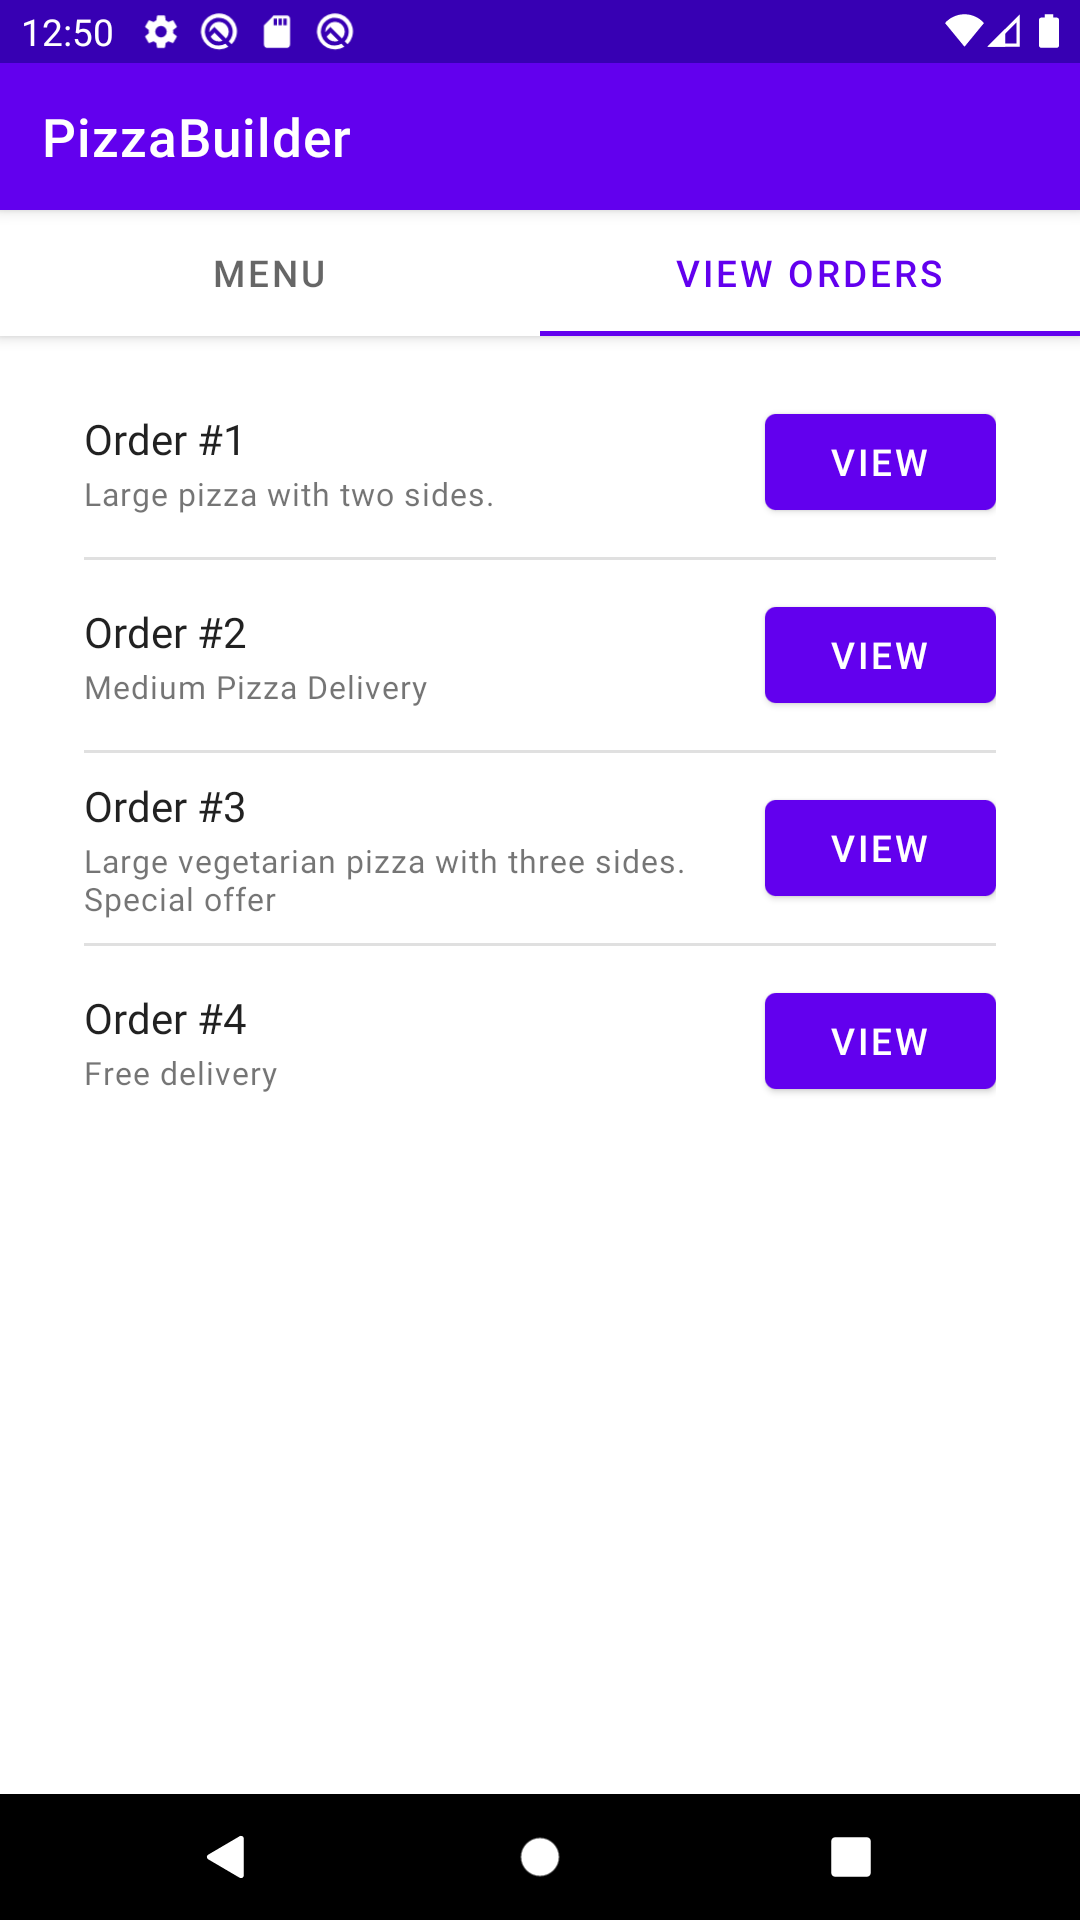 12:50
PizzaBuilder
MENU
VIEW ORDERS
Order #1
Large pizza with two sides.
VIEW
Order #2
Medium Pizza Delivery
VIEW
Order #3
Large vegetarian pizza with three sides.
Special offer
VIEW
Order #4
Free delivery
VIEW